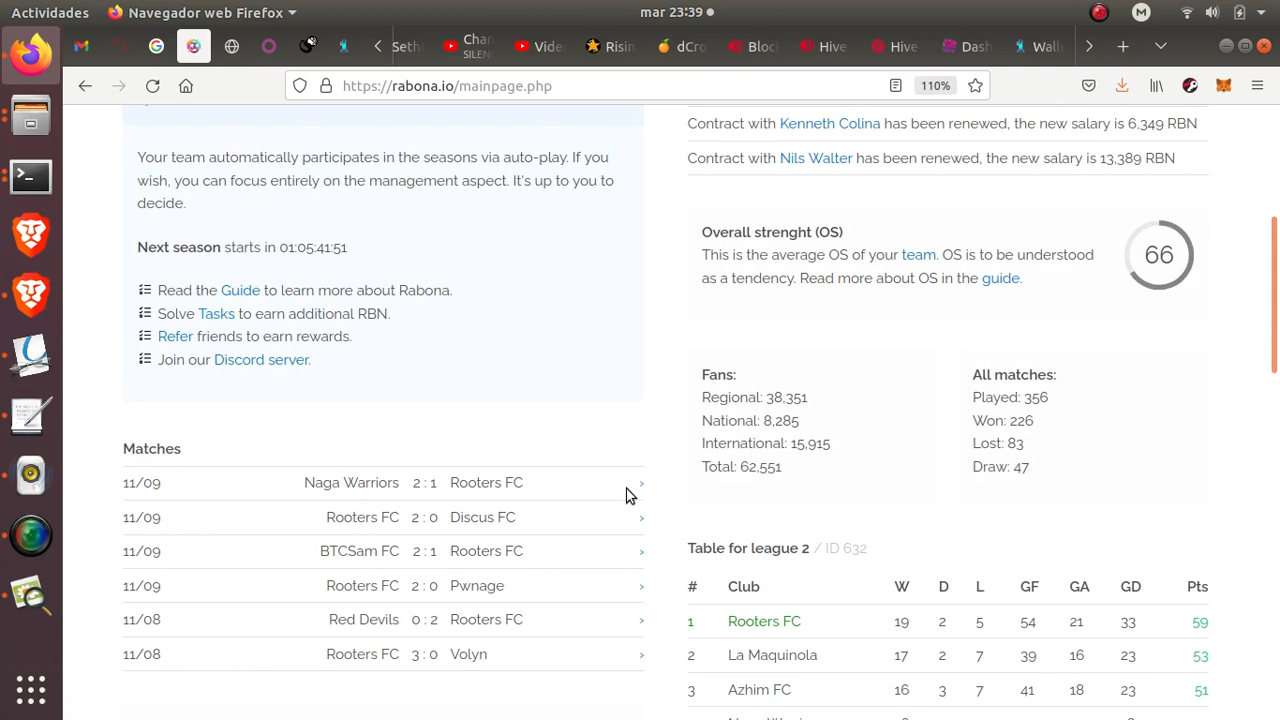 Actividades
Navegador web Firefox
mar 23:39
Seth
Chan
SILENC
Video
Risin
dCro
Bloc
Hive
Hive
Dash
Walle
https://rabona.io/mainpage.php
110%
Your team automatically participates in the seasons via auto-play. If you
wish, you can focus entirely on the management aspect. It's up to you to
decide.
Next season starts in 01:05:41:51
Read the Guide to learn more about Rabona.
Solve Tasks to earn additional RBN.
Refer friends to earn rewards.
Join our Discord server.
Matches
11/09 Naga Warriors 2 : 1 Rooters FC ›
11/09 Rooters FC 2 : 0 Discus FC ›
11/09 BTCSam FC 2 : 1 Rooters FC ›
11/09 Rooters FC 2 : 0 Pwnage ›
11/08 Red Devils 0 : 2 Rooters FC ›
11/08 Rooters FC 3 : 0 Volyn ›
Contract with Kenneth Colina has been renewed, the new salary is 6,349 RBN
Contract with Nils Walter has been renewed, the new salary is 13,389 RBN
Overall strenght (OS)
This is the average OS of your team. OS is to be understood
as a tendency. Read more about OS in the guide.
66
Fans:
Regional: 38,351
National: 8,285
International: 15,915
Total: 62,551
All matches:
Played: 356
Won: 226
Lost: 83
Draw: 47
Table for league 2 / ID 632
# Club W D L GF GA GD Pts
1 Rooters FC 19 2 5 54 21 33 59
2 La Maquinola 17 2 7 39 16 23 53
3 Azhim FC 16 3 7 41 18 23 51